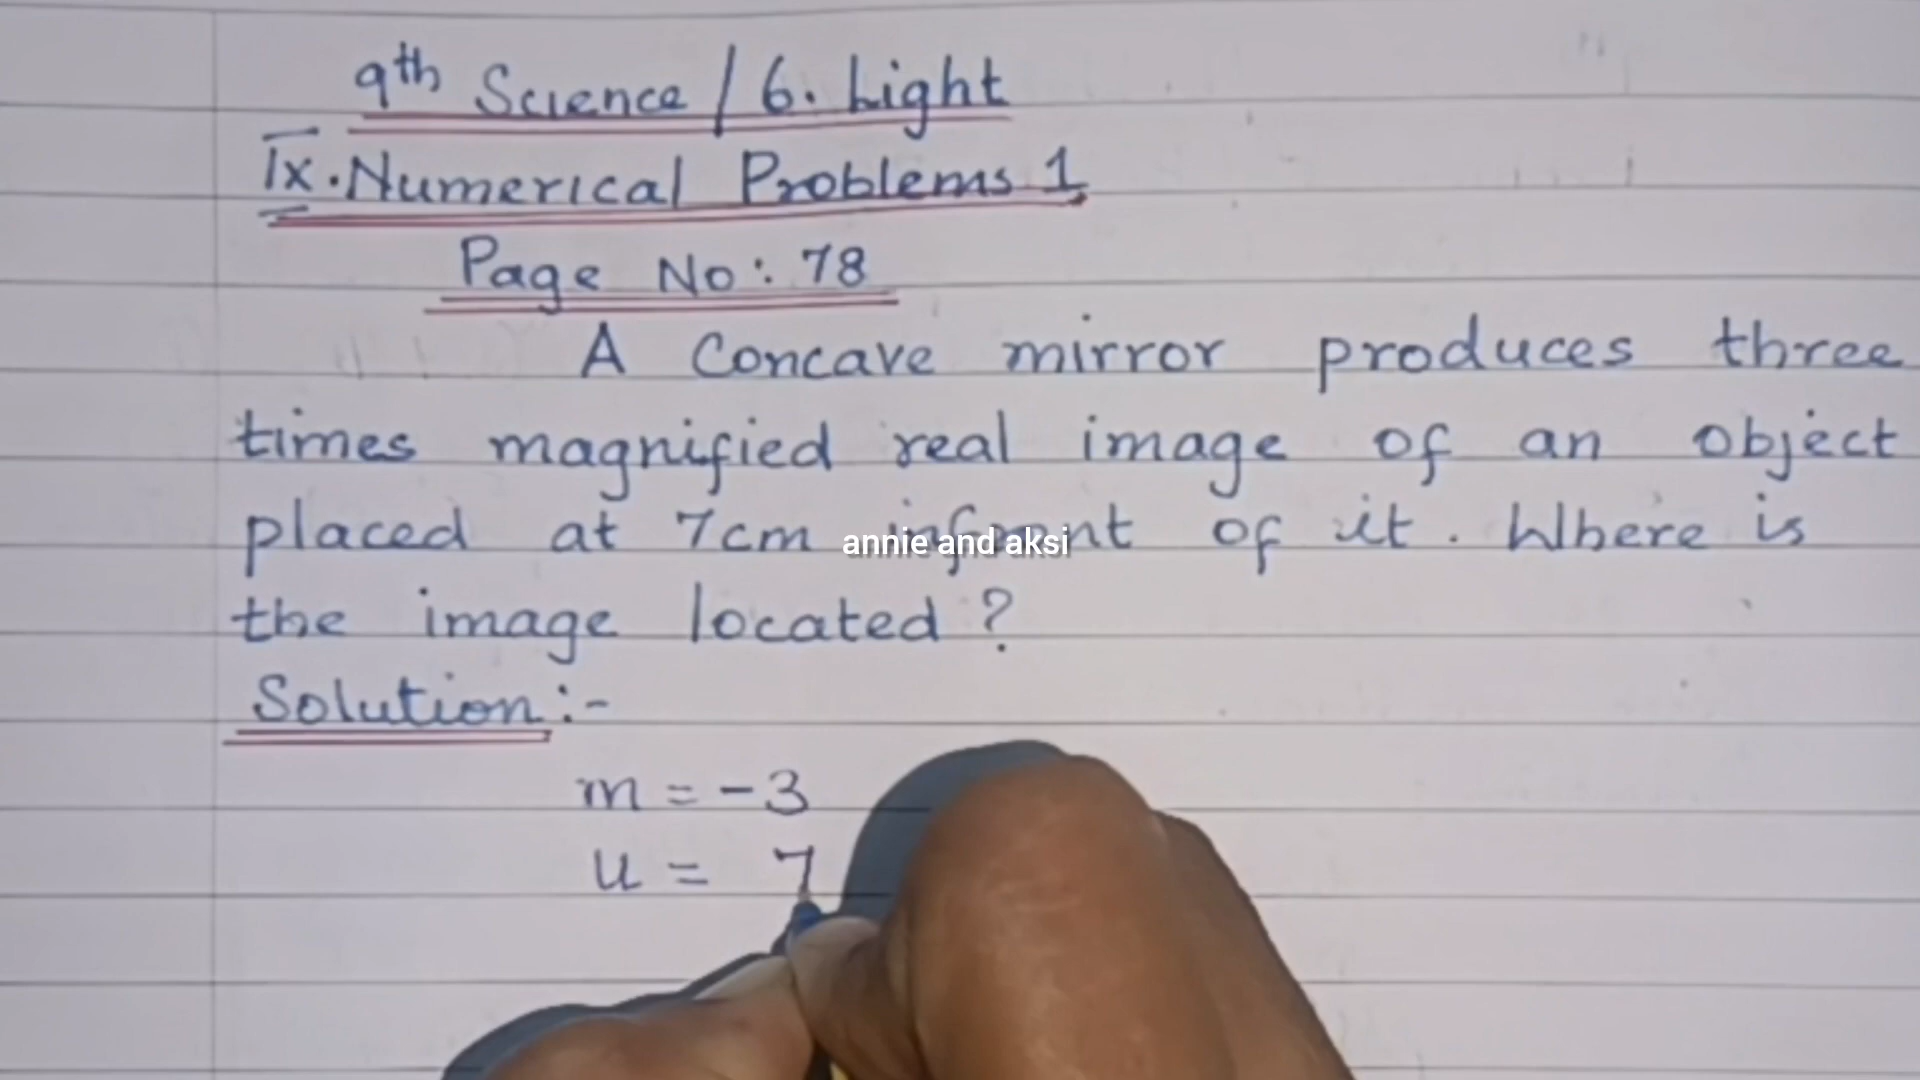 9th Science / 6. Light
IX. Numerical Problems 1
Page No: 78
A Concave mirror produces three
times magnified real image of an object
placed at 7cm infront of it. Where is
annie and aksi
the image located?
Solution:-
m = -3
u = 7